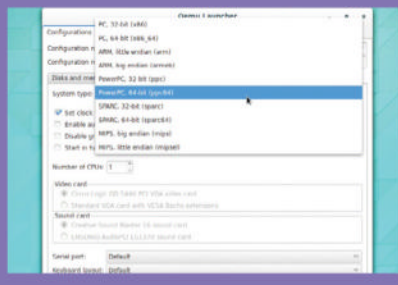 Qemu Launcher
Configurations
PC, 32-bit (x86)
PC, 64 bit (x86_64)
Configuration n
ARM, little endian (arm)
Configuration n
ARM, big endian (armeb)
Disks and mem
PowerPC, 32 bit (ppc)
System type:
PowerPC, 64-bit (ppc64)
SPARC, 32-bit (sparc)
Set clock
SPARC, 64-bit (sparc64)
Enable au
MIPS, big endian (mips)
Disable gr
MIPS, little endian (mipsel)
Start in fu
Number of CPUs: 1
Video card
Cirrus Logic GD 5446 PCI VGA video card
Standard VGA card with VESA Bochs extensions
Sound card
Creative Sound Blaster 16 sound card
ENSONIQ AudioPCI ES1370 sound card
Serial port: Default
Keyboard layout: Default